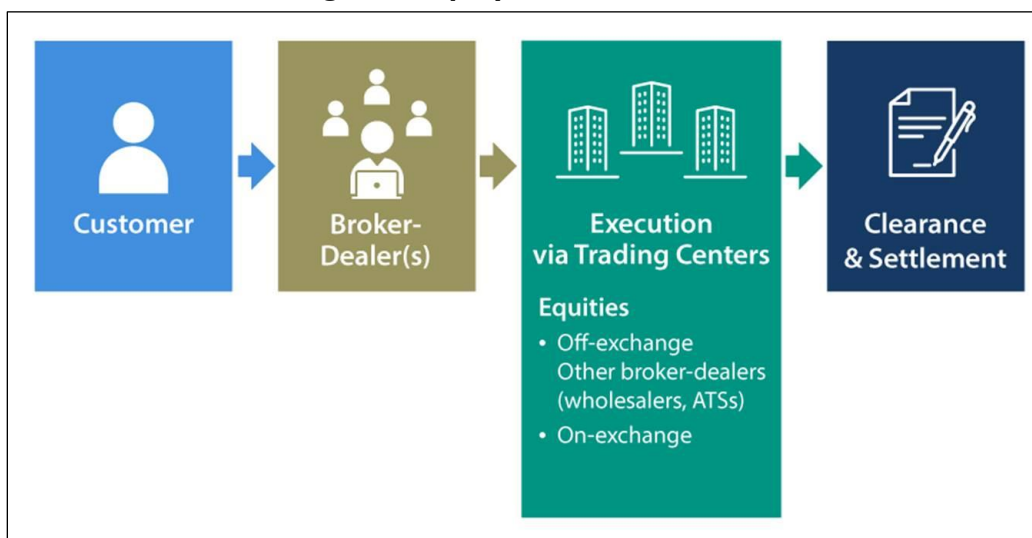 Customer
Broker-
Dealer(s)
Execution
via Trading Centers
Equities
• Off-exchange
Other broker-dealers
(wholesalers, ATSs)
• On-exchange
Clearance
& Settlement